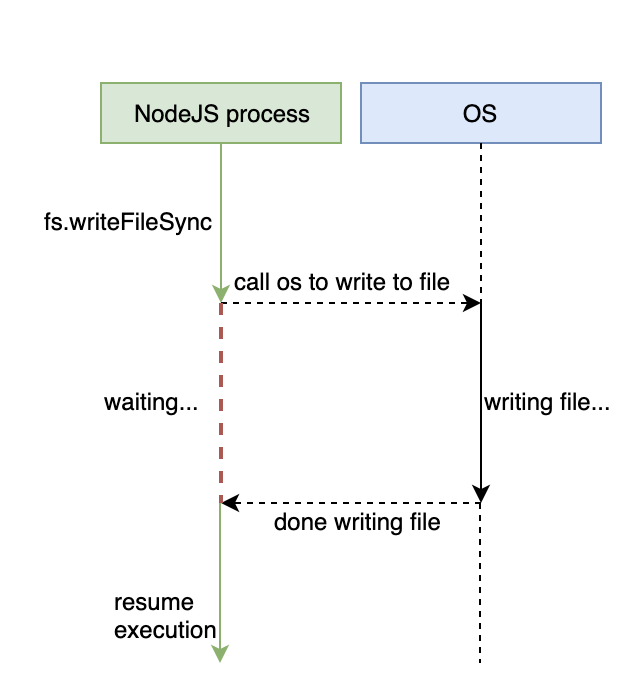 NodeJS process
OS
fs.writeFileSync
call os to write to file
waiting...
writing file...
done writing file
resume
execution